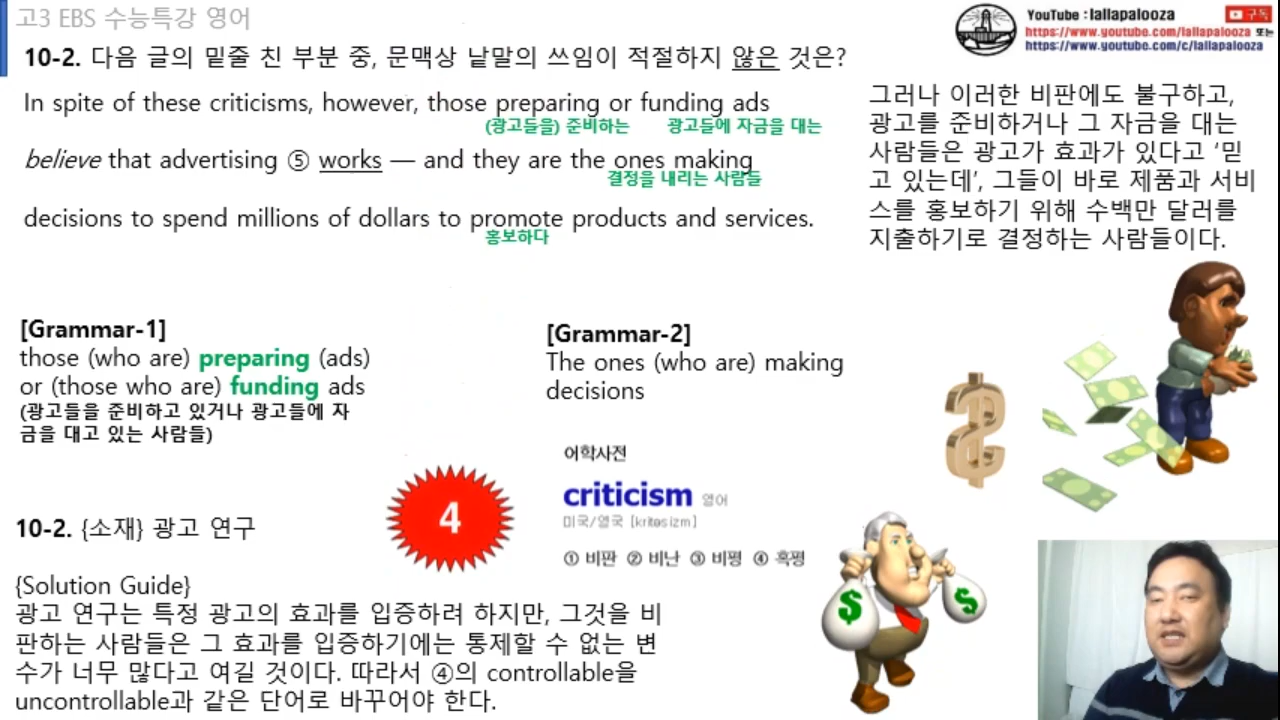 고3 EBS 수능특강 영어
YouTube : lallapalooza
구독
https://www.youtube.com/lallapalooza 또는
https://www.youtube.com/c/lallapalooza
10-2. 다음 글의 밑줄 친 부분 중, 문맥상 낱말의 쓰임이 적절하지 않은 것은?
In spite of these criticisms, however, those preparing or funding ads
(광고들을) 준비하는 광고들에 자금을 대는
believe that advertising ⑤ works — and they are the ones making
결정을 내리는 사람들
decisions to spend millions of dollars to promote products and services.
홍보하다
그러나 이러한 비판에도 불구하고,
광고를 준비하거나 그 자금을 대는
사람들은 광고가 효과가 있다고 ‘믿
고 있는데’, 그들이 바로 제품과 서비
스를 홍보하기 위해 수백만 달러를
지출하기로 결정하는 사람들이다.
[Grammar-1]
those (who are) preparing (ads)
or (those who are) funding ads
(광고들을 준비하고 있거나 광고들에 자
금을 대고 있는 사람들)
[Grammar-2]
The ones (who are) making
decisions
어학사전
criticism 영어
미국/영국 [krítəsìzm]
① 비판 ② 비난 ③ 비평 ④ 혹평
4
$
$
$
10-2. {소재} 광고 연구
{Solution Guide}
광고 연구는 특정 광고의 효과를 입증하려 하지만, 그것을 비
판하는 사람들은 그 효과를 입증하기에는 통제할 수 없는 변
수가 너무 많다고 여길 것이다. 따라서 ④의 controllable을
uncontrollable과 같은 단어로 바꾸어야 한다.